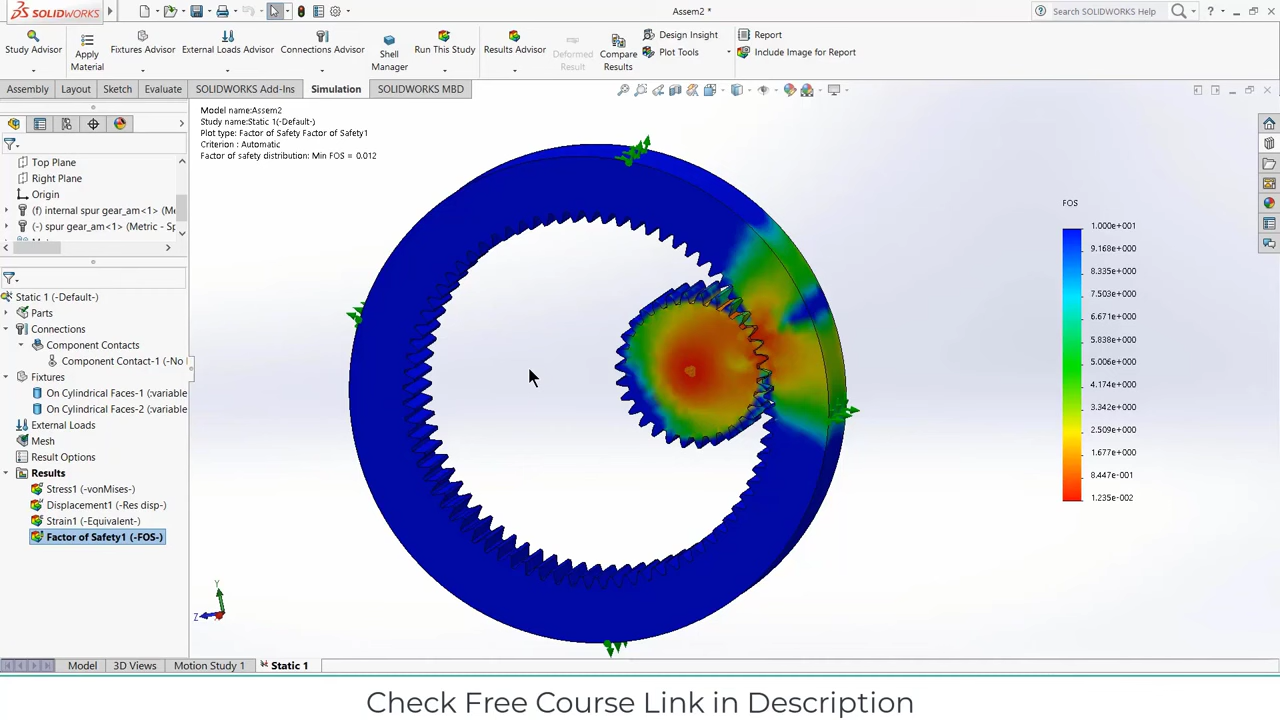 SOLIDWORKS
Assem2 *
Search SOLIDWORKS Help
?
Study Advisor
Apply Material
Fixtures Advisor
External Loads Advisor
Connections Advisor
Shell Manager
Run This Study
Results Advisor
Deformed Result
Compare Results
Design Insight
Plot Tools
Report
Include Image for Report
Assembly
Layout
Sketch
Evaluate
SOLIDWORKS Add-Ins
Simulation
SOLIDWORKS MBD
Model name:Assem2
Study name:Static 1(-Default-)
Plot type: Factor of Safety Factor of Safety1
Criterion : Automatic
Factor of safety distribution: Min FOS = 0.012
Top Plane
Right Plane
Origin
(f) internal spur gear_am<1> (Me
(-) spur gear_am<1> (Metric - Sp
Static 1 (-Default-)
Parts
Connections
Component Contacts
Component Contact-1 (-No
Fixtures
On Cylindrical Faces-1 (:variable
On Cylindrical Faces-2 (:variable
External Loads
Mesh
Result Options
Results
Stress1 (-vonMises-)
Displacement1 (-Res disp-)
Strain1 (-Equivalent-)
Factor of Safety1 (-FOS-)
FOS
1.000e+001
9.168e+000
8.335e+000
7.503e+000
6.671e+000
5.838e+000
5.006e+000
4.174e+000
3.342e+000
2.509e+000
1.677e+000
8.447e-001
1.235e-002
Y
Z
Model
3D Views
Motion Study 1
Static 1
Check Free Course Link in Description